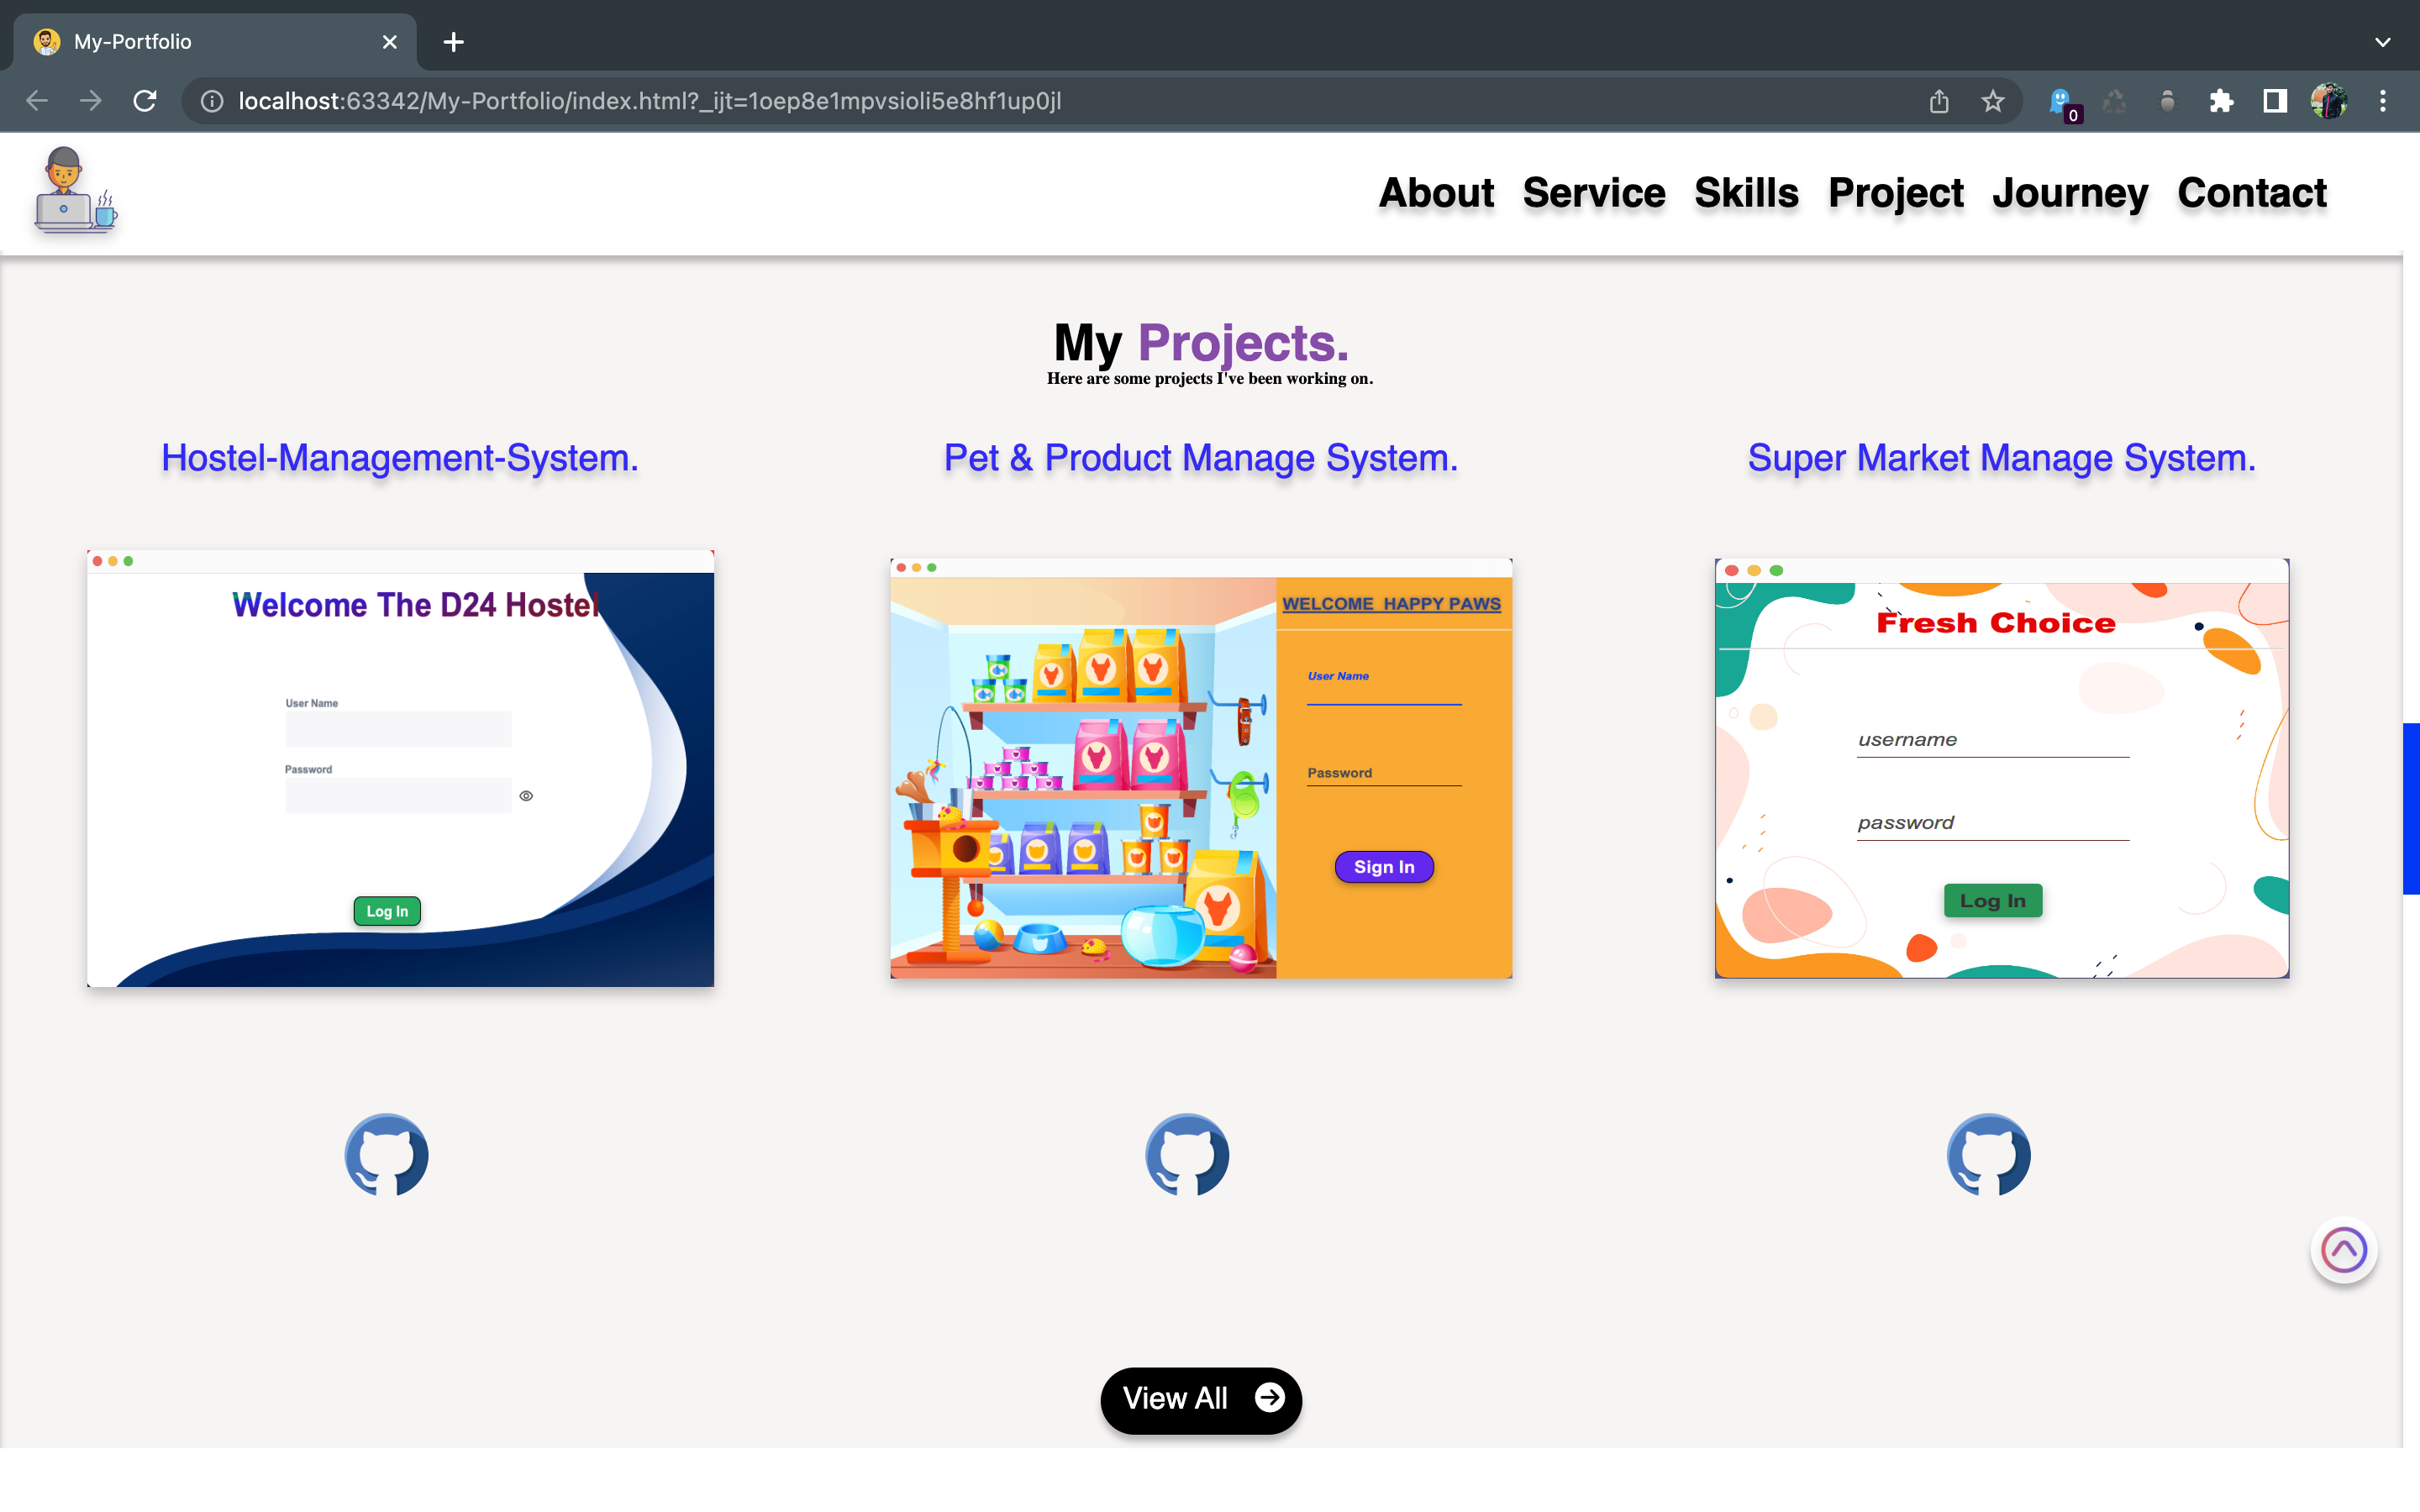 My-Portfolio
localhost:63342/My-Portfolio/index.html?_ijt=1oep8e1mpvsioli5e8hf1up0jl
0
About Service Skills Project Journey Contact
My Projects.
Here are some projects I've been working on.
Hostel-Management-System.
Pet & Product Manage System.
Super Market Manage System.
Welcome The D24 Hostel
User Name
Password
Log In
WELCOME HAPPY PAWS
User Name
Password
Sign In
Fresh Choice
username
password
Log In
View All